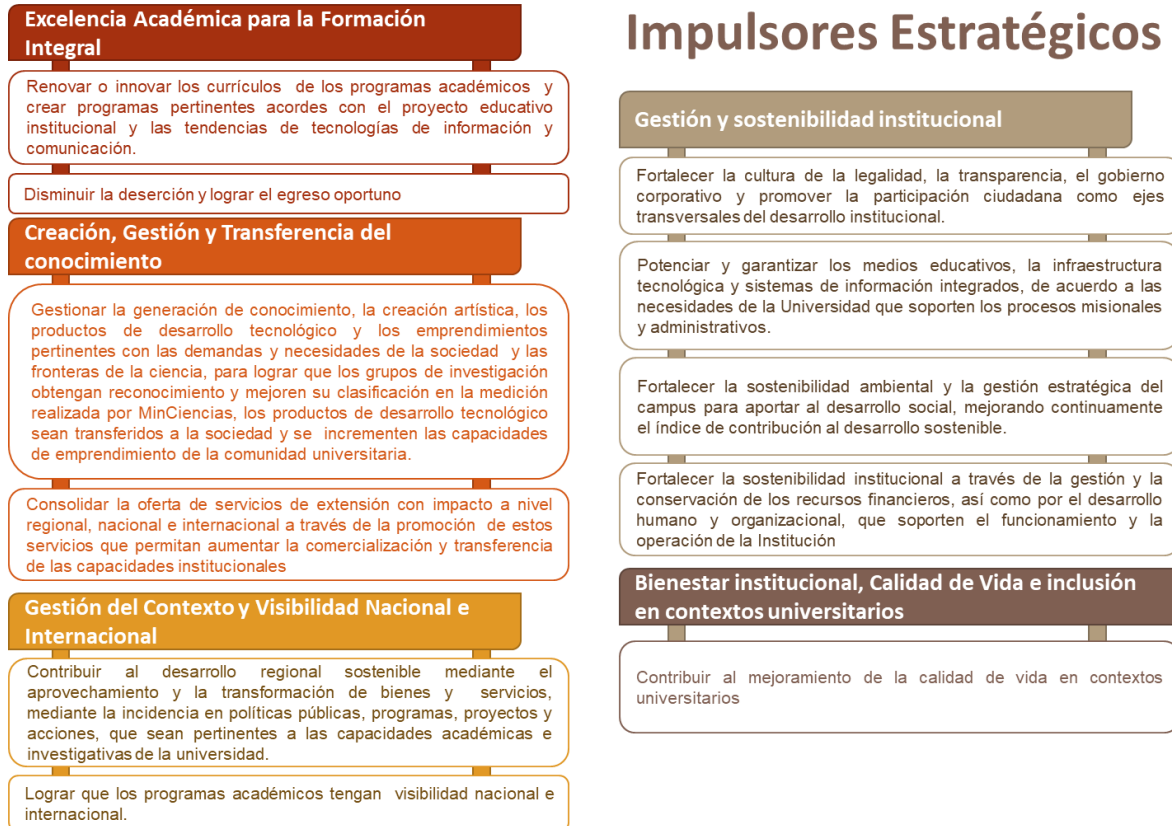 Excelencia Académica para la Formación
Integral
Renovar o innovar los currículos de los programas académicos y
crear programas pertinentes acordes con el proyecto educativo
institucional y las tendencias de tecnologías de información y
comunicación.
Disminuir la deserción y lograr el egreso oportuno
Creación, Gestión y Transferencia del
conocimiento
Gestionar la generación de conocimiento, la creación artística, los
productos de desarrollo tecnológico y los emprendimientos
pertinentes con las demandas y necesidades de la sociedad y las
fronteras de la ciencia, para lograr que los grupos de investigación
obtengan reconocimiento y mejoren su clasificación en la medición
realizada por MinCiencias, los productos de desarrollo tecnológico
sean transferidos a la sociedad y se incrementen las capacidades
de emprendimiento de la comunidad universitaria.
Consolidar la oferta de servicios de extensión con impacto a nivel
regional, nacional e internacional a través de la promoción de estos
servicios que permitan aumentar la comercialización y transferencia
de las capacidades institucionales
Gestión del Contexto y Visibilidad Nacional e
Internacional
Contribuir al desarrollo regional sostenible mediante el
aprovechamiento y la transformación de bienes y servicios,
mediante la incidencia en políticas públicas, programas, proyectos y
acciones, que sean pertinentes a las capacidades académicas e
investigativas de la universidad.
Lograr que los programas académicos tengan visibilidad nacional e
internacional.
Impulsores Estratégicos
Gestión y sostenibilidad institucional
Fortalecer la cultura de la legalidad, la transparencia, el gobierno
corporativo y promover la participación ciudadana como ejes
transversales del desarrollo institucional.
Potenciar y garantizar los medios educativos, la infraestructura
tecnológica y sistemas de información integrados, de acuerdo a las
necesidades de la Universidad que soporten los procesos misionales
y administrativos.
Fortalecer la sostenibilidad ambiental y la gestión estratégica del
campus para aportar al desarrollo social, mejorando continuamente
el índice de contribución al desarrollo sostenible.
Fortalecer la sostenibilidad institucional a través de la gestión y la
conservación de los recursos financieros, así como por el desarrollo
humano y organizacional, que soporten el funcionamiento y la
operación de la Institución
Bienestar institucional, Calidad de Vida e inclusión
en contextos universitarios
Contribuir al mejoramiento de la calidad de vida en contextos
universitarios